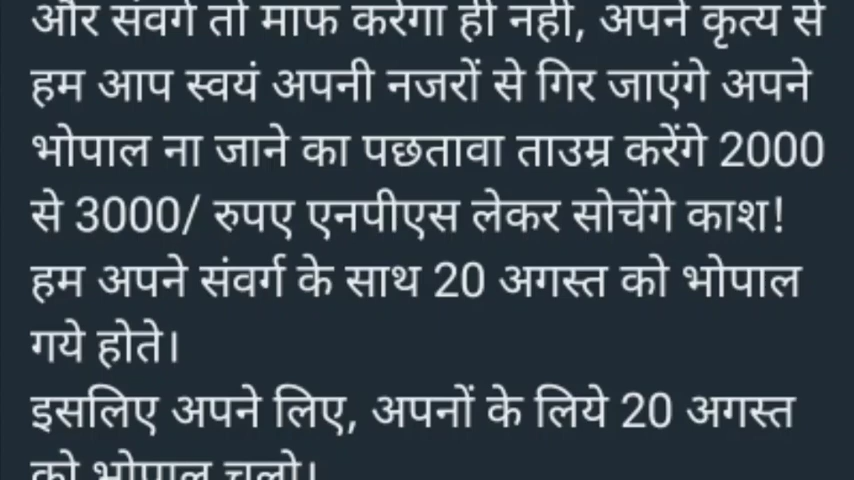 और संवर्ग तो माफ करेगा ही नहीं, अपने कृत्य से
हम आप स्वयं अपनी नजरों से गिर जाएंगे अपने
भोपाल ना जाने का पछतावा ताउम्र करेंगे 2000
से 3000/ रुपए एनपीएस लेकर सोचेंगे काश!
हम अपने संवर्ग के साथ 20 अगस्त को भोपाल
गये होते।
इसलिए अपने लिए, अपनों के लिये 20 अगस्त
को भोपाल चलो।